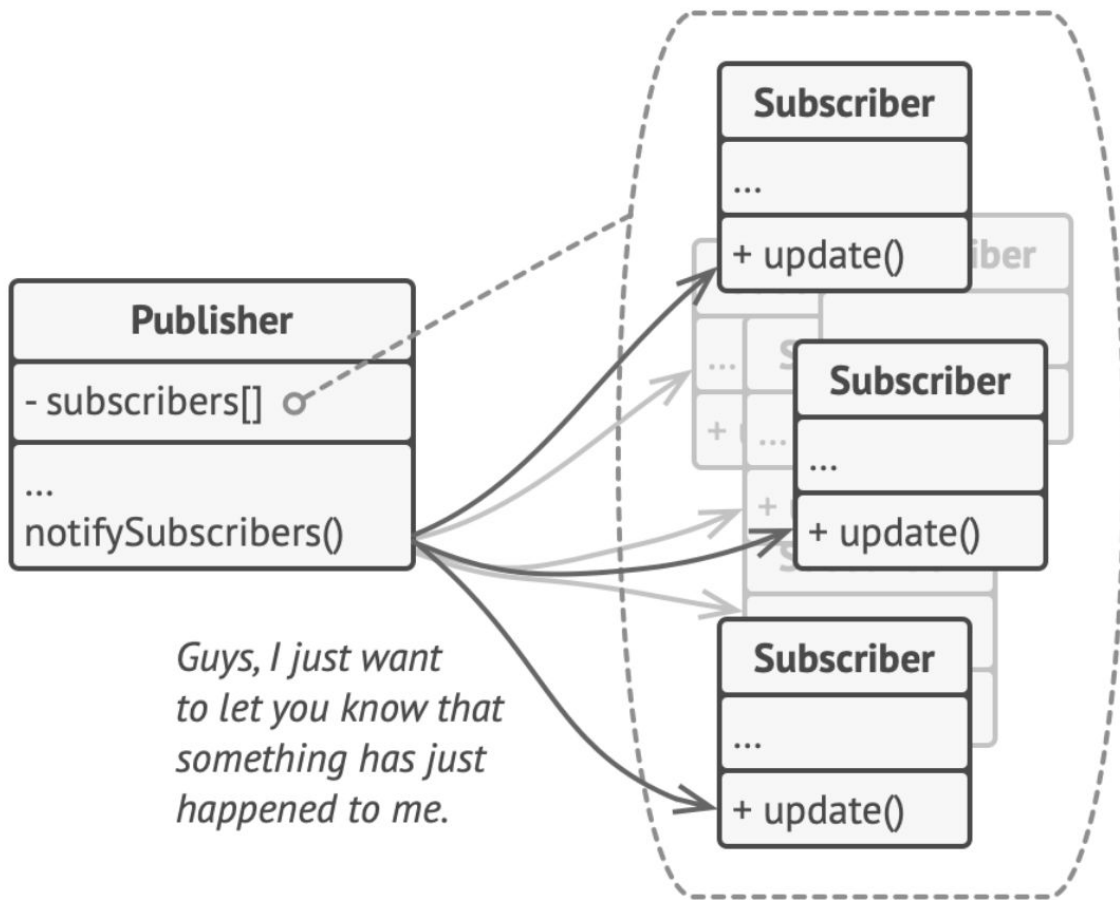 Subscriber
...
+ update()
Publisher
- subscribers[]
...
notifySubscribers()
Subscriber
...
+ update()
Guys, I just want
to let you know that
something has just
happened to me.
Subscriber
...
+ update()